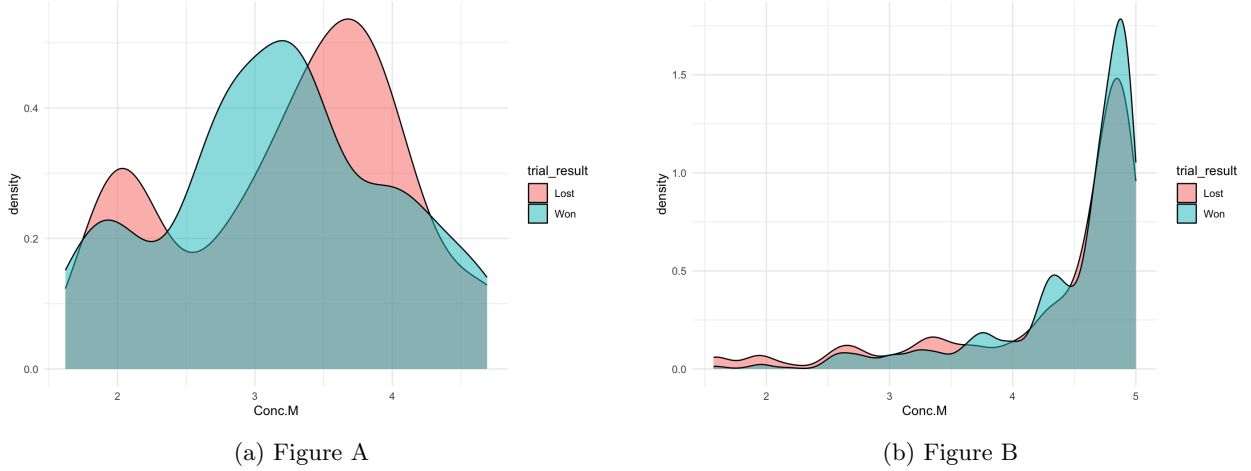 0.4
0.2
0.0
density
2
3
4
Conc.M
trial_result
Lost
Won
(a) Figure A
1.5
1.0
0.5
0.0
density
2
3
4
5
Conc.M
trial_result
Lost
Won
(b) Figure B